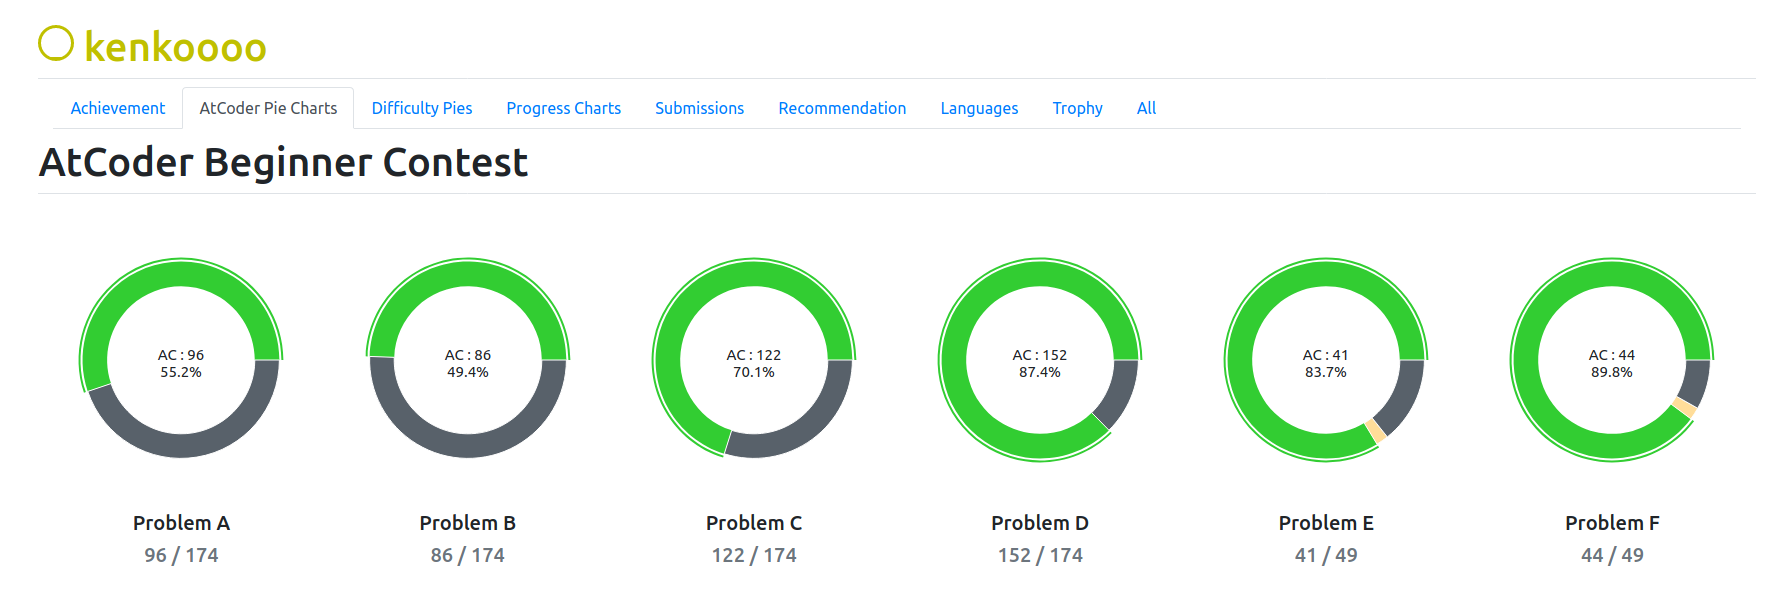 kenkoooo
Achievement AtCoder Pie Charts Difficulty Pies Progress Charts Submissions Recommendation Languages Trophy All
AtCoder Beginner Contest
AC : 96
55.2%
Problem A
96 / 174
AC : 86
49.4%
Problem B
86 / 174
AC : 122
70.1%
Problem C
122 / 174
AC : 152
87.4%
Problem D
152 / 174
AC : 41
83.7%
Problem E
41 / 49
AC : 44
89.8%
Problem F
44 / 49